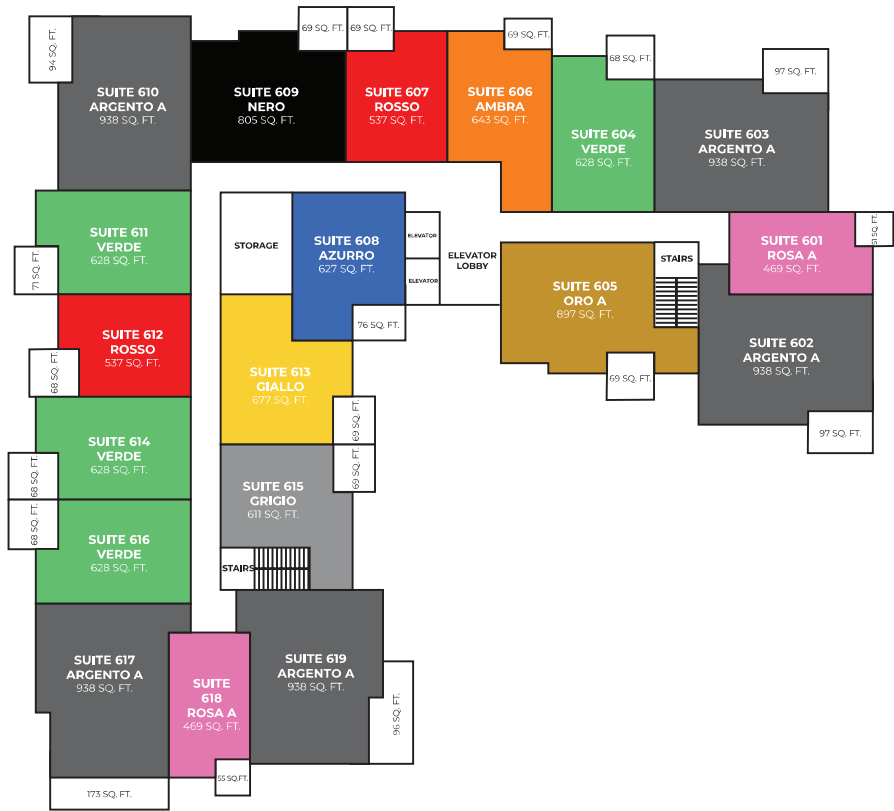 94 SQ. FT.
SUITE 610
ARGENTO A
938 SQ. FT.
SUITE 609
NERO
805 SQ. FT.
69 SQ. FT.
69 SQ. FT.
SUITE 607
ROSSO
537 SQ. FT.
SUITE 606
AMBRA
643 SQ. FT.
69 SQ. FT.
68 SQ. FT.
SUITE 604
VERDE
628 SQ. FT.
97 SQ. FT.
SUITE 603
ARGENTO A
938 SQ. FT.
SUITE 611
VERDE
628 SQ. FT.
71 SQ. FT.
STORAGE
SUITE 608
AZURRO
627 SQ. FT.
76 SQ. FT.
ELEVATOR
ELEVATOR
ELEVATOR
LOBBY
SUITE 605
ORO A
897 SQ. FT.
69 SQ. FT.
STAIRS
SUITE 601
ROSA A
469 SQ. FT.
51 SQ. FT.
SUITE 602
ARGENTO A
938 SQ. FT.
97 SQ. FT.
SUITE 612
ROSSO
537 SQ. FT.
68 SQ. FT.
SUITE 613
GIALLO
677 SQ. FT.
69 SQ. FT.
SUITE 614
VERDE
628 SQ. FT.
68 SQ. FT.
SUITE 615
GRIGIO
611 SQ. FT.
69 SQ. FT.
STAIRS
68 SQ. FT.
SUITE 616
VERDE
628 SQ. FT.
SUITE 617
ARGENTO A
938 SQ. FT.
173 SQ. FT.
SUITE
618
ROSA A
469 SQ. FT.
55 SQ.FT.
SUITE 619
ARGENTO A
938 SQ. FT.
96 SQ. FT.